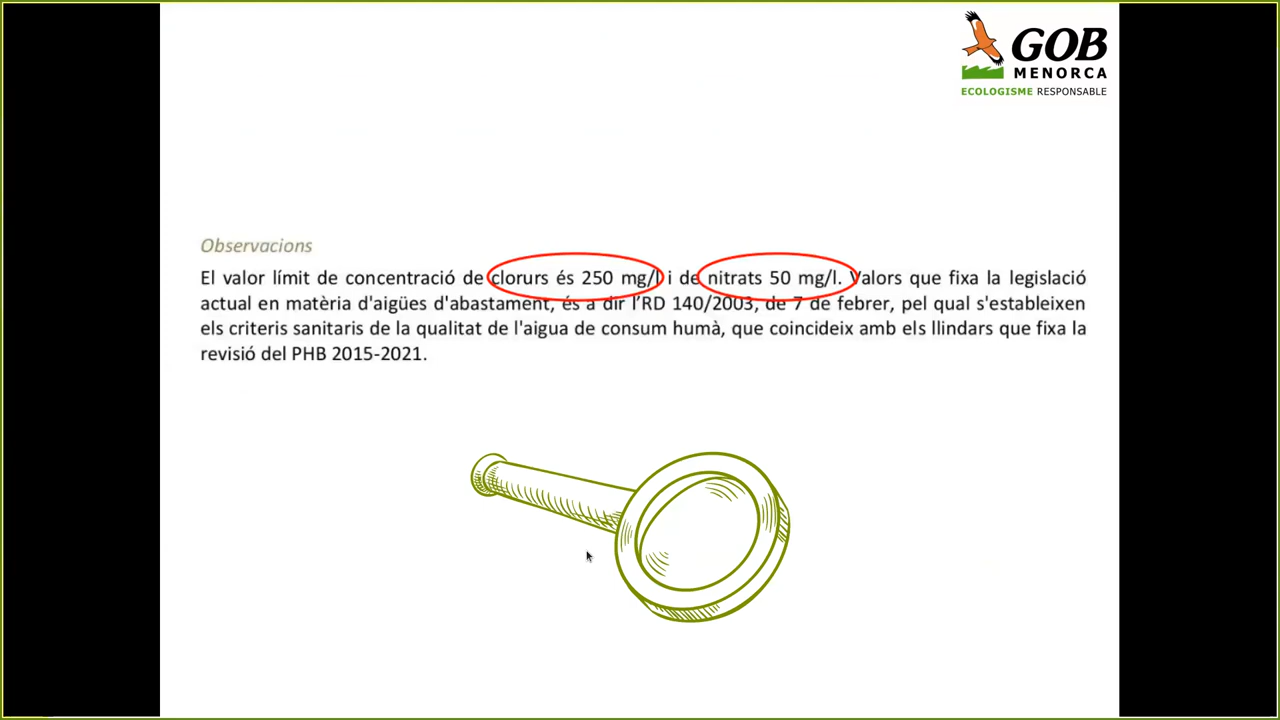 GOB
MENORCA
ECOLOGISME RESPONSABLE
Observacions
El valor límit de concentració de clorurs és 250 mg/l i de nitrats 50 mg/l. Valors que fixa la legislació
actual en matèria d'aigües d'abastament, és a dir l'RD 140/2003, de 7 de febrer, pel qual s'estableixen
els criteris sanitaris de la qualitat de l'aigua de consum humà, que coincideix amb els llindars que fixa la
revisió del PHB 2015-2021.